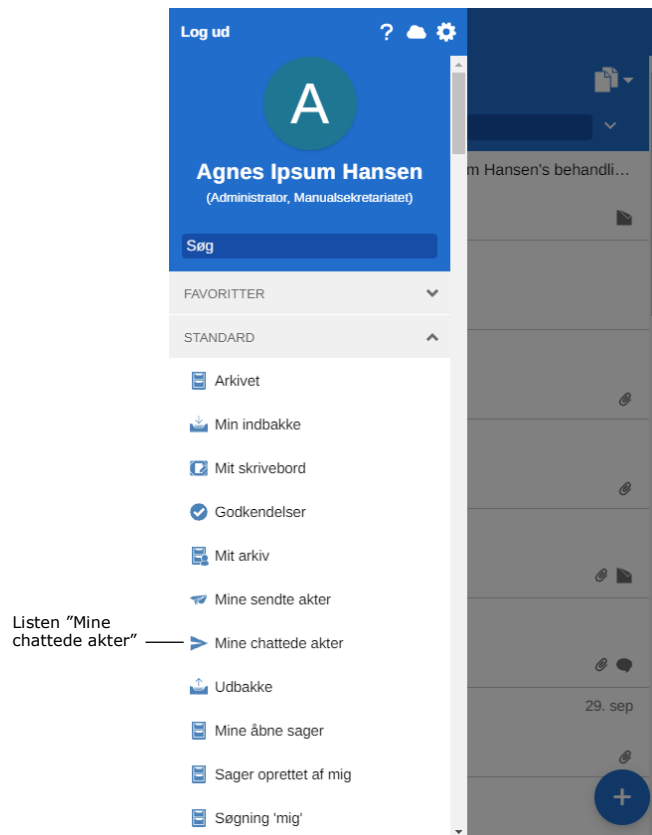 Log ud
?
A
Agnes Ipsum Hansen
(Administrator, Manualsekretariatet)
Søg
FAVORITTER
STANDARD
Arkivet
Min indbakke
Mit skrivebord
Godkendelser
Mit arkiv
Mine sendte akter
Listen ”Mine
chattede akter”
Mine chattede akter
Udbakke
Mine åbne sager
Sager oprettet af mig
Søgning 'mig'
m Hansen's behandli...
29. sep
+